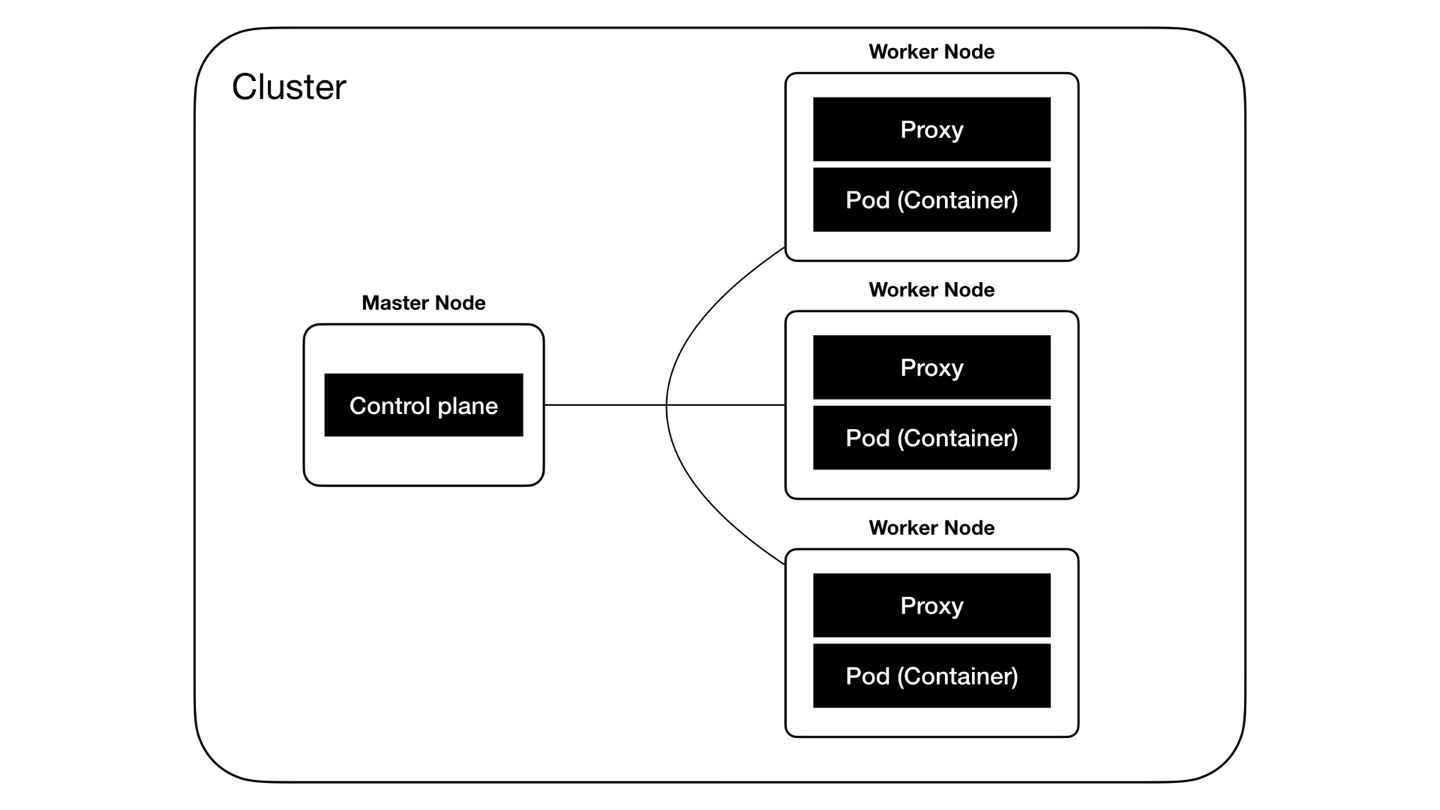 Cluster
Master Node
Control plane
Worker Node
Proxy
Pod (Container)
Worker Node
Proxy
Pod (Container)
Worker Node
Proxy
Pod (Container)